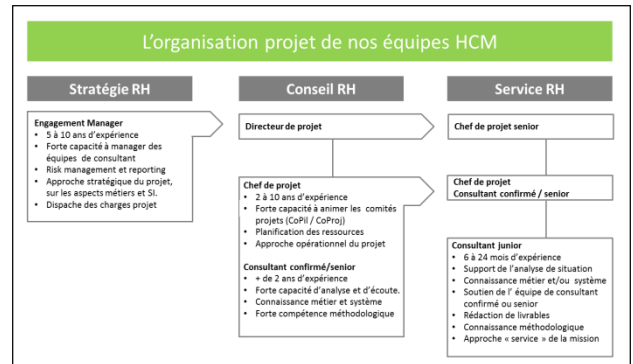 L'organisation projet de nos équipes HCM
Stratégie RH
Engagement Manager
• 5 à 10 ans d'expérience
• Forte capacité à manager des
équipes de consultant
• Risk management et reporting
• Approche stratégique du projet,
sur les aspects métiers et SI.
• Dispache des charges projet
Conseil RH
Directeur de projet
Chef de projet
• 2 à 10 ans d'expérience
• Forte capacité à animer les comités
projets (CoPil / CoProj)
• Planification des ressources
• Approche opérationnel du projet
Consultant confirmé/senior
• + de 2 ans d'expérience
• Forte capacité d'analyse et d'écoute.
• Connaissance métier et système
• Forte compétence méthodologique
Service RH
Chef de projet senior
Chef de projet
Consultant confirmé / senior
Consultant junior
• 6 à 24 mois d'expérience
• Support de l'analyse de situation
• Connaissance métier et/ou système
• Soutien de l' équipe de consultant
confirmé ou senior
• Rédaction de livrables
• Connaissance méthodologique
• Approche « service » de la mission